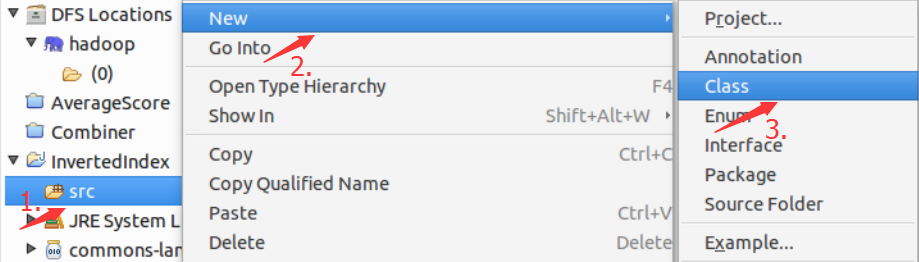 DFS Locations
hadoop
(0)
AverageScore
Combiner
InvertedIndex
1.
src
JRE System L
commons-lan
New
2.
Go Into
Open Type Hierarchy F4
Show In Shift+Alt+W
Copy Ctrl+C
Copy Qualified Name
Paste Ctrl+V
Delete Delete
Project...
Annotation
Class
3.
Enum
Interface
Package
Source Folder
Example...